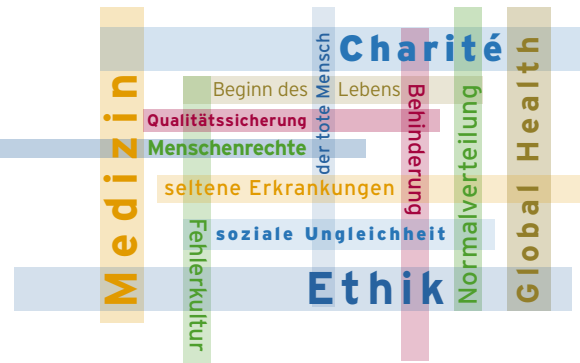 Charité
Beginn des Lebens
Qualitätssicherung
Menschenrechte
seltene Erkrankungen
soziale Ungleichheit
Ethik
Medizin
Fehlerkultur
der tote Mensch
Behinderung
Normalverteilung
Global Health